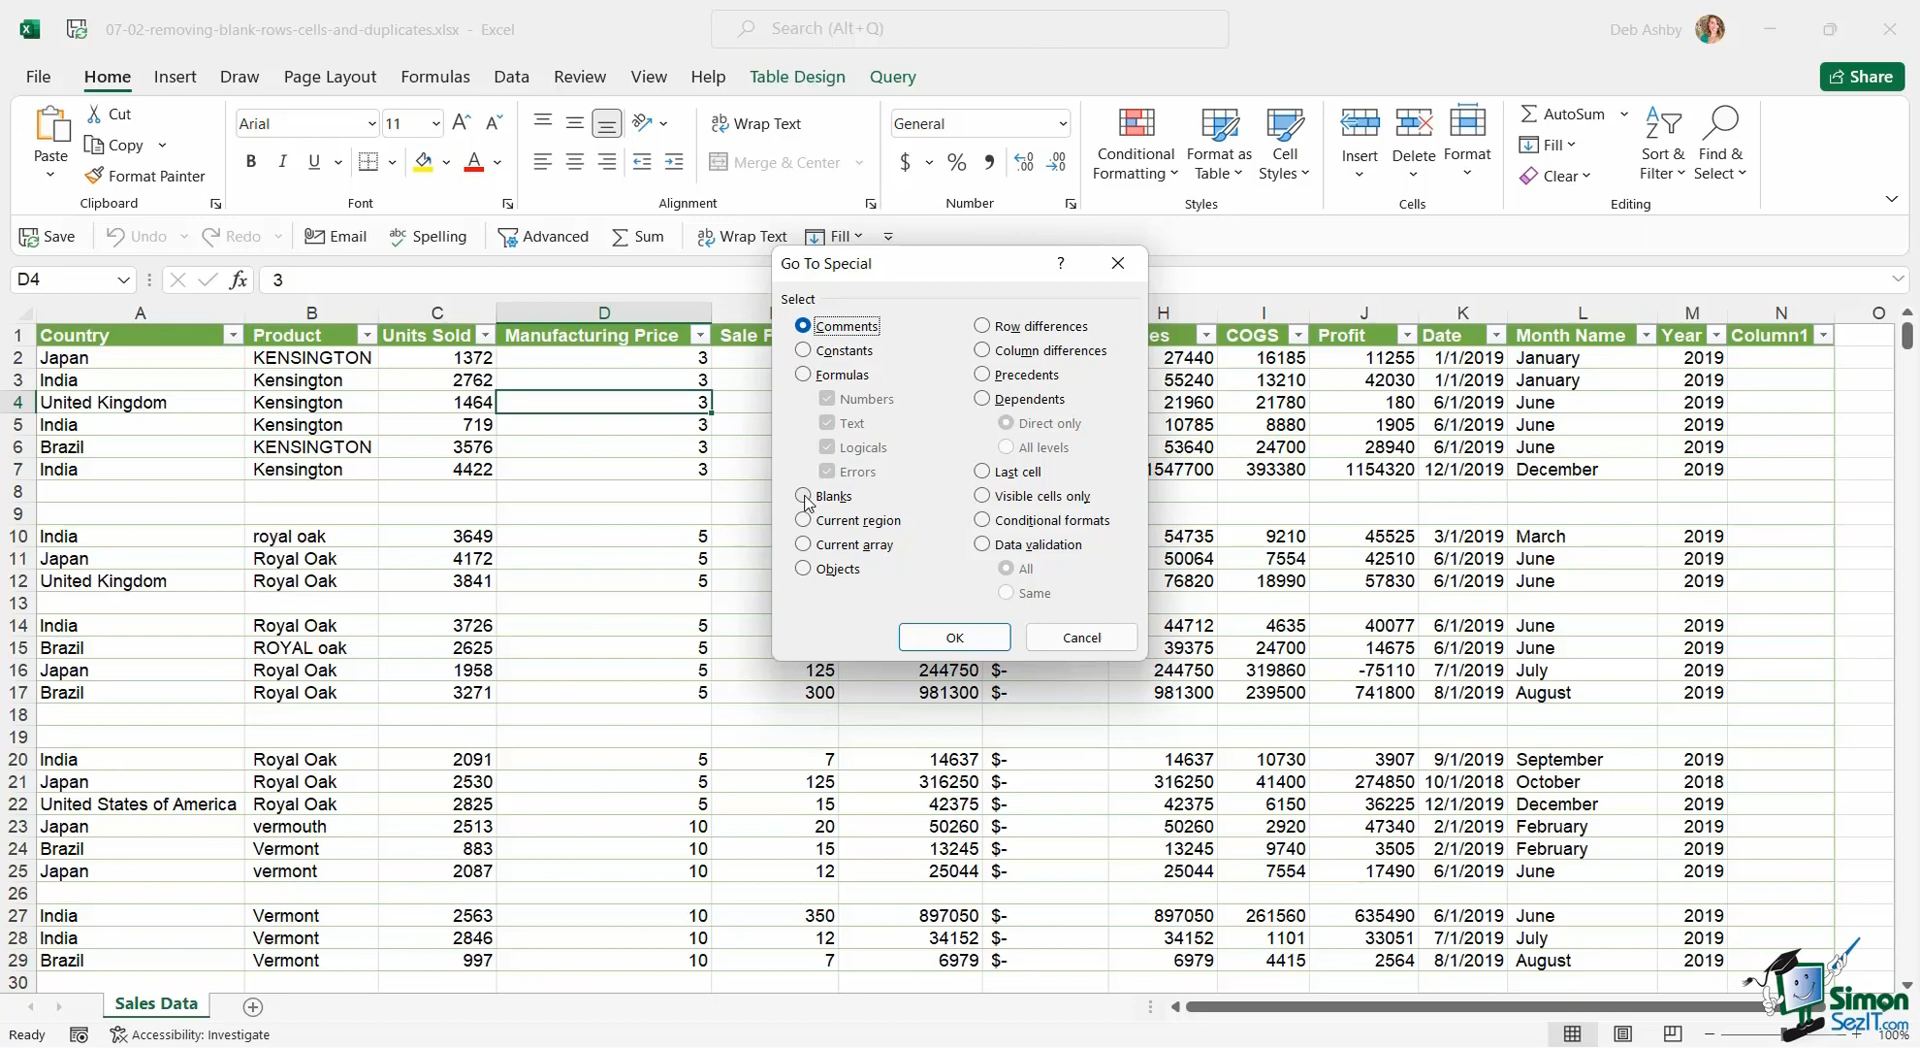 07-02-removing-blank-rows-cells-and-duplicates.xlsx - Excel
Search (Alt+Q)
Deb Ashby
File Home Insert Draw Page Layout Formulas Data Review View Help Table Design Query
Share
Paste
Cut
Copy
Format Painter
Clipboard
Arial 11
B I U
Font
Wrap Text
Merge & Center
Alignment
General
$ % 9
Number
Conditional Formatting
Format as Table
Cell Styles
Styles
Insert Delete Format
Cells
AutoSum
Fill
Clear
Sort & Filter
Find & Select
Editing
Save Undo Redo Email Spelling Advanced Sum Wrap Text Fill
D4 fx 3
Go To Special ?
Select
Comments
Constants
Formulas
Numbers
Text
Logicals
Errors
Blanks
Current region
Current array
Objects
Row differences
Column differences
Precedents
Dependents
Direct only
All levels
Last cell
Visible cells only
Conditional formats
Data validation
All
Same
OK Cancel
A B C D H I J K L M N O
1 Country Product Units Sold Manufacturing Price Sale es COGS Profit Date Month Name Year Column1
2 Japan KENSINGTON 1372 3 27440 16185 11255 1/1/2019 January 2019
3 India Kensington 2762 3 55240 13210 42030 1/1/2019 January 2019
4 United Kingdom Kensington 1464 3 21960 21780 180 6/1/2019 June 2019
5 India Kensington 719 3 10785 8880 1905 6/1/2019 June 2019
6 Brazil KENSINGTON 3576 3 53640 24700 28940 6/1/2019 June 2019
7 India Kensington 4422 3 1547700 393380 1154320 12/1/2019 December 2019
8
9
10 India royal oak 3649 5 54735 9210 45525 3/1/2019 March 2019
11 Japan Royal Oak 4172 5 50064 7554 42510 6/1/2019 June 2019
12 United Kingdom Royal Oak 3841 5 76820 18990 57830 6/1/2019 June 2019
13
14 India Royal Oak 3726 5 44712 4635 40077 6/1/2019 June 2019
15 Brazil ROYAL oak 2625 5 39375 24700 14675 6/1/2019 June 2019
16 Japan Royal Oak 1958 5 125 244750 $- 244750 319860 -75110 7/1/2019 July 2019
17 Brazil Royal Oak 3271 5 300 981300 $- 981300 239500 741800 8/1/2019 August 2019
18
19
20 India Royal Oak 2091 5 7 14637 $- 14637 10730 3907 9/1/2019 September 2019
21 Japan Royal Oak 2530 5 125 316250 $- 316250 41400 274850 10/1/2018 October 2018
22 United States of America Royal Oak 2825 5 15 42375 $- 42375 6150 36225 12/1/2019 December 2019
23 Japan vermouth 2513 10 20 50260 $- 50260 2920 47340 2/1/2019 February 2019
24 Brazil Vermont 883 10 15 13245 $- 13245 9740 3505 2/1/2019 February 2019
25 Japan vermont 2087 10 12 25044 $- 25044 7554 17490 6/1/2019 June 2019
26
27 India Vermont 2563 10 350 897050 $- 897050 261560 635490 6/1/2019 June 2019
28 India Vermont 2846 10 12 34152 $- 34152 1101 33051 7/1/2019 July 2019
29 Brazil Vermont 997 10 7 6979 $- 6979 4415 2564 8/1/2019 August 2019
30
Sales Data
Simon
SezIT.com
Ready Accessibility: Investigate 100%